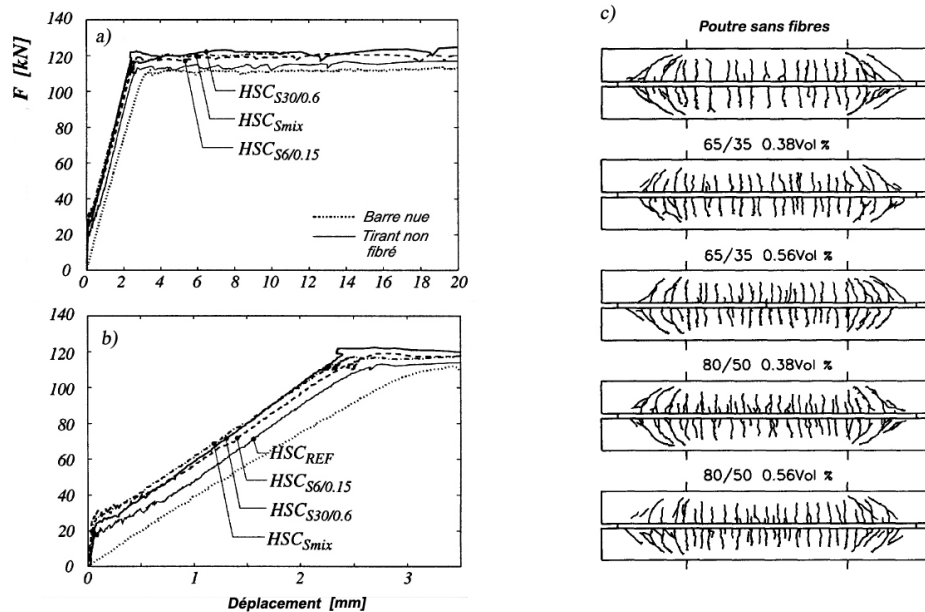 F [kN]
a)
140
120
100
80
60
40
20
0
HSC_S30/0.6
HSC_Smix
HSC_S6/0.15
Barre nue
Tirant non
fibré
0 2 4 6 8 10 12 14 16 18 20
b)
140
120
100
80
60
40
20
0
HSC_REF
HSC_S6/0.15
HSC_S30/0.6
HSC_Smix
0 1 2 3
Déplacement [mm]
c)
Poutre sans fibres
65/35 0.38Vol %
65/35 0.56Vol %
80/50 0.38Vol %
80/50 0.56Vol %